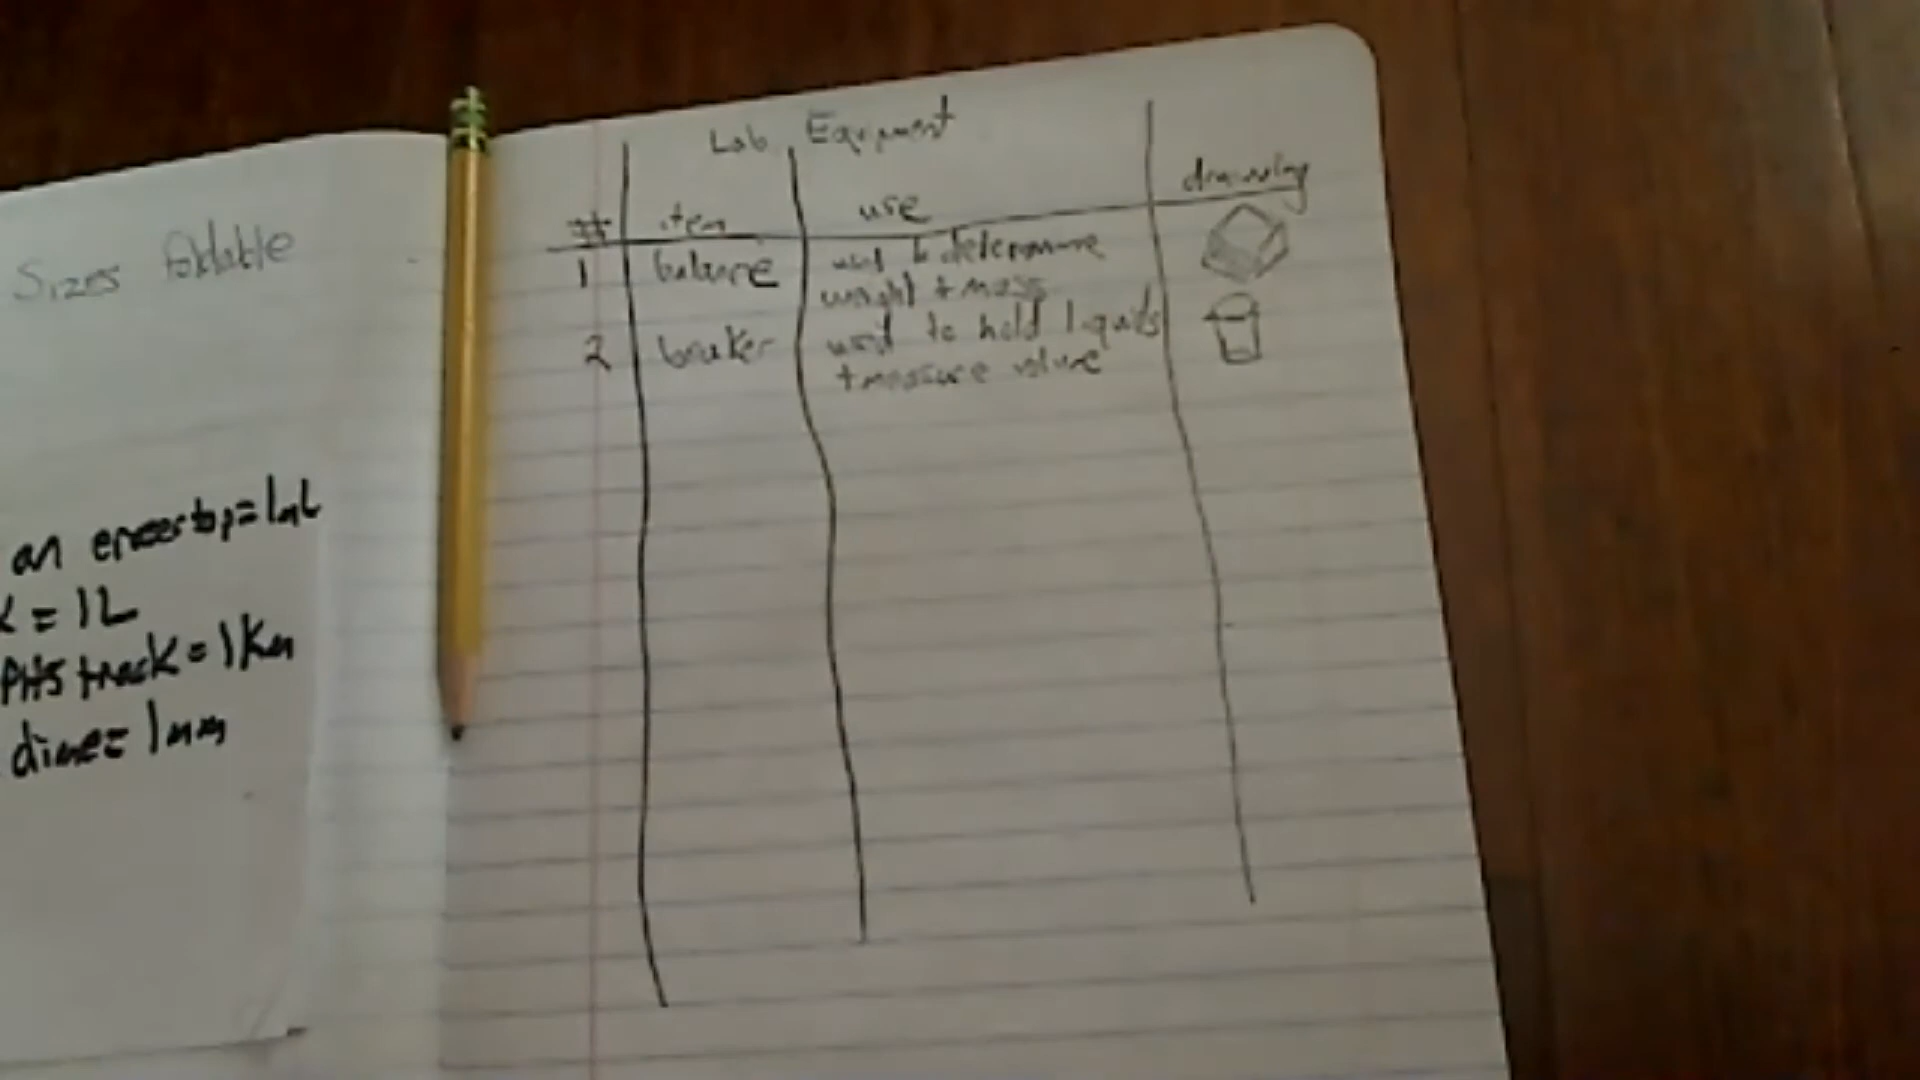 Sizes foldable
an eraser top = 1mL
= 1L
PHS track = 1Km
dime = 1mm
Lab Equipment
# item use drawing
1 balance used to determine
weight + mass
2 beaker used to hold liquids
+ measure volume